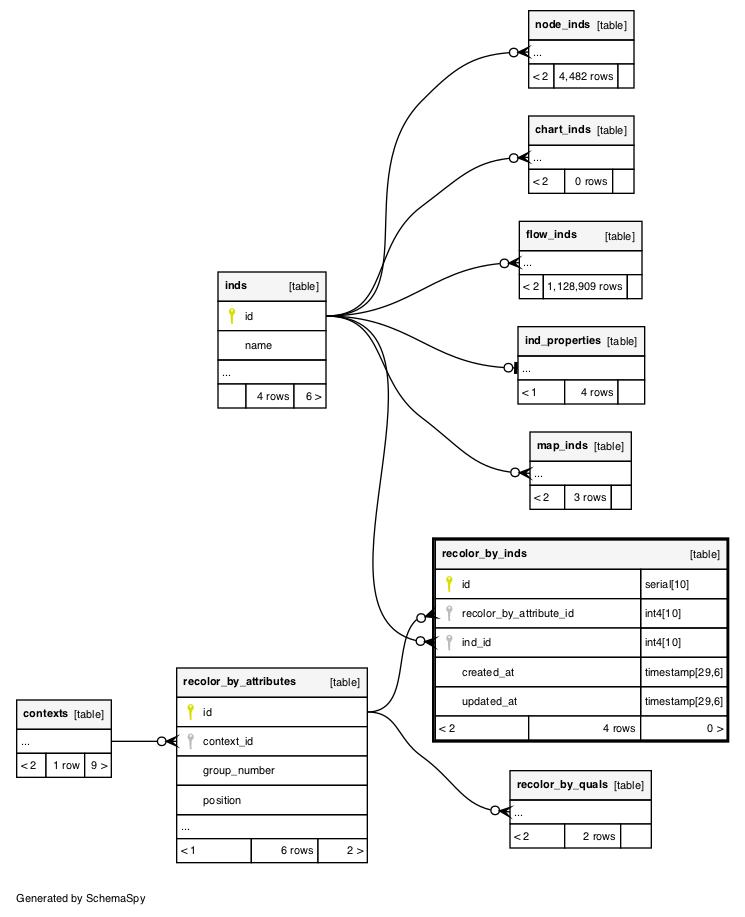 node_inds [table]
...
< 2 4,482 rows
chart_inds [table]
...
< 2 0 rows
flow_inds [table]
...
< 2 1,128,909 rows
inds [table]
id
name
...
4 rows 6 >
ind_properties [table]
...
< 1 4 rows
map_inds [table]
...
< 2 3 rows
recolor_by_inds [table]
id serial[10]
recolor_by_attribute_id int4[10]
ind_id int4[10]
created_at timestamp[29,6]
updated_at timestamp[29,6]
< 2 4 rows 0 >
recolor_by_attributes [table]
id
context_id
group_number
position
...
< 1 6 rows 2 >
contexts [table]
...
< 2 1 row 9 >
recolor_by_quals [table]
...
< 2 2 rows
Generated by SchemaSpy